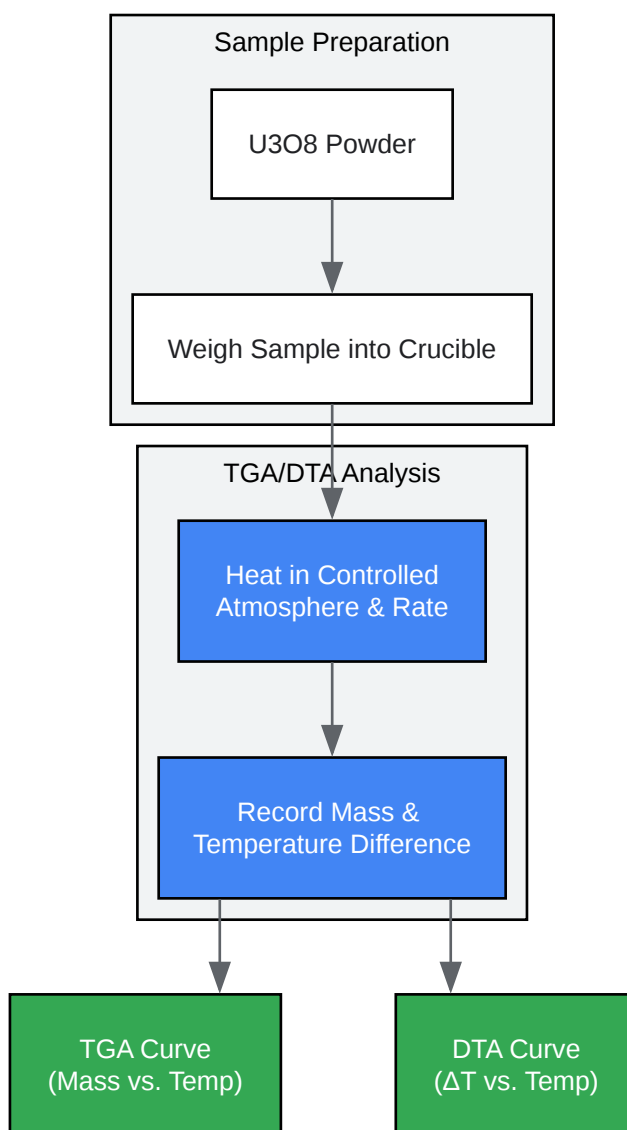 Sample Preparation
U3O8 Powder
Weigh Sample into Crucible
TGA/DTA Analysis
Heat in Controlled
Atmosphere & Rate
Record Mass &
Temperature Difference
TGA Curve
(Mass vs. Temp)
DTA Curve
(ΔT vs. Temp)